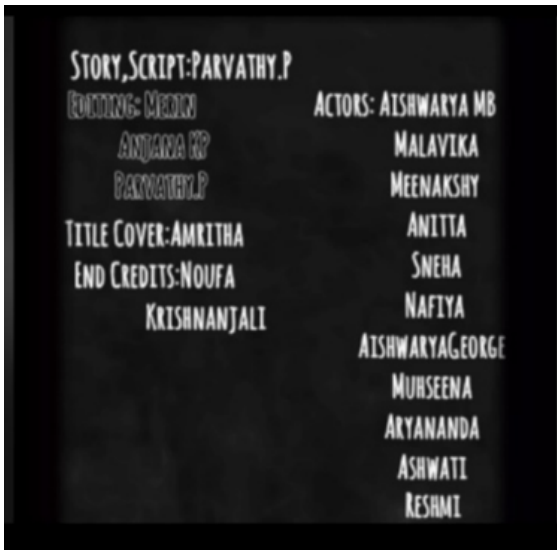 STORY,SCRIPT:PARVATHY.P
EDITING: MERIN
ANJANA KP
PARVATHY.P
TITLE COVER:AMRITHA
END CREDITS:NOUFA
KRISHNANJALI
ACTORS: AISHWARYA MB
MALAVIKA
MEENAKSHY
ANITTA
SNEHA
NAFIYA
AISHWARYAGEORGE
MUHSEENA
ARYANANDA
ASHWATI
RESHMI